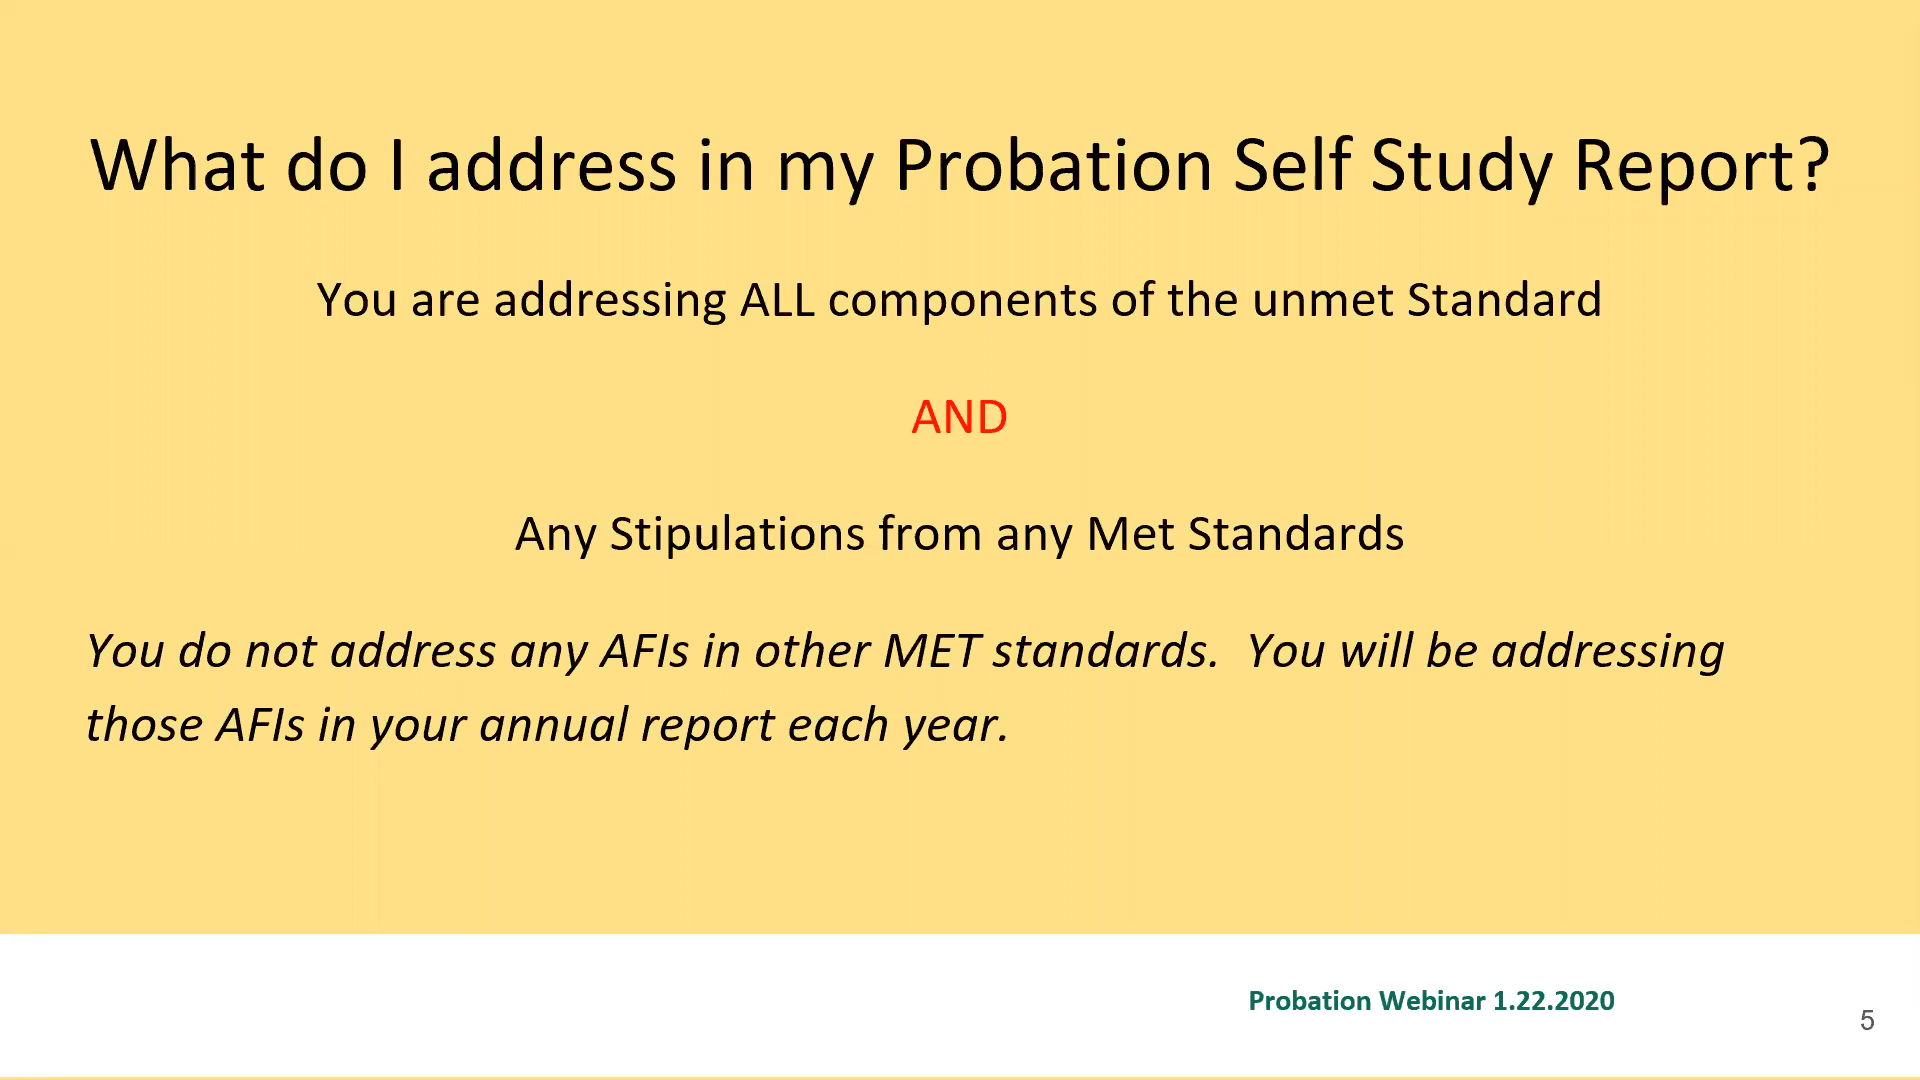 What do I address in my Probation Self Study Report?
You are addressing ALL components of the unmet Standard
AND
Any Stipulations from any Met Standards
You do not address any AFIs in other MET standards.  You will be addressing
those AFIs in your annual report each year.
Probation Webinar 1.22.2020
5